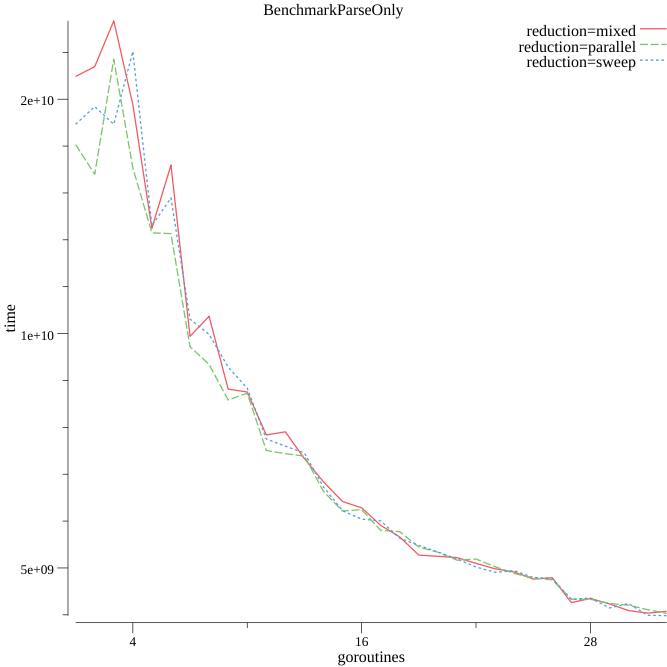 BenchmarkParseOnly
reduction=mixed
reduction=parallel
reduction=sweep
2e+10
1e+10
5e+09
time
4
16
28
goroutines